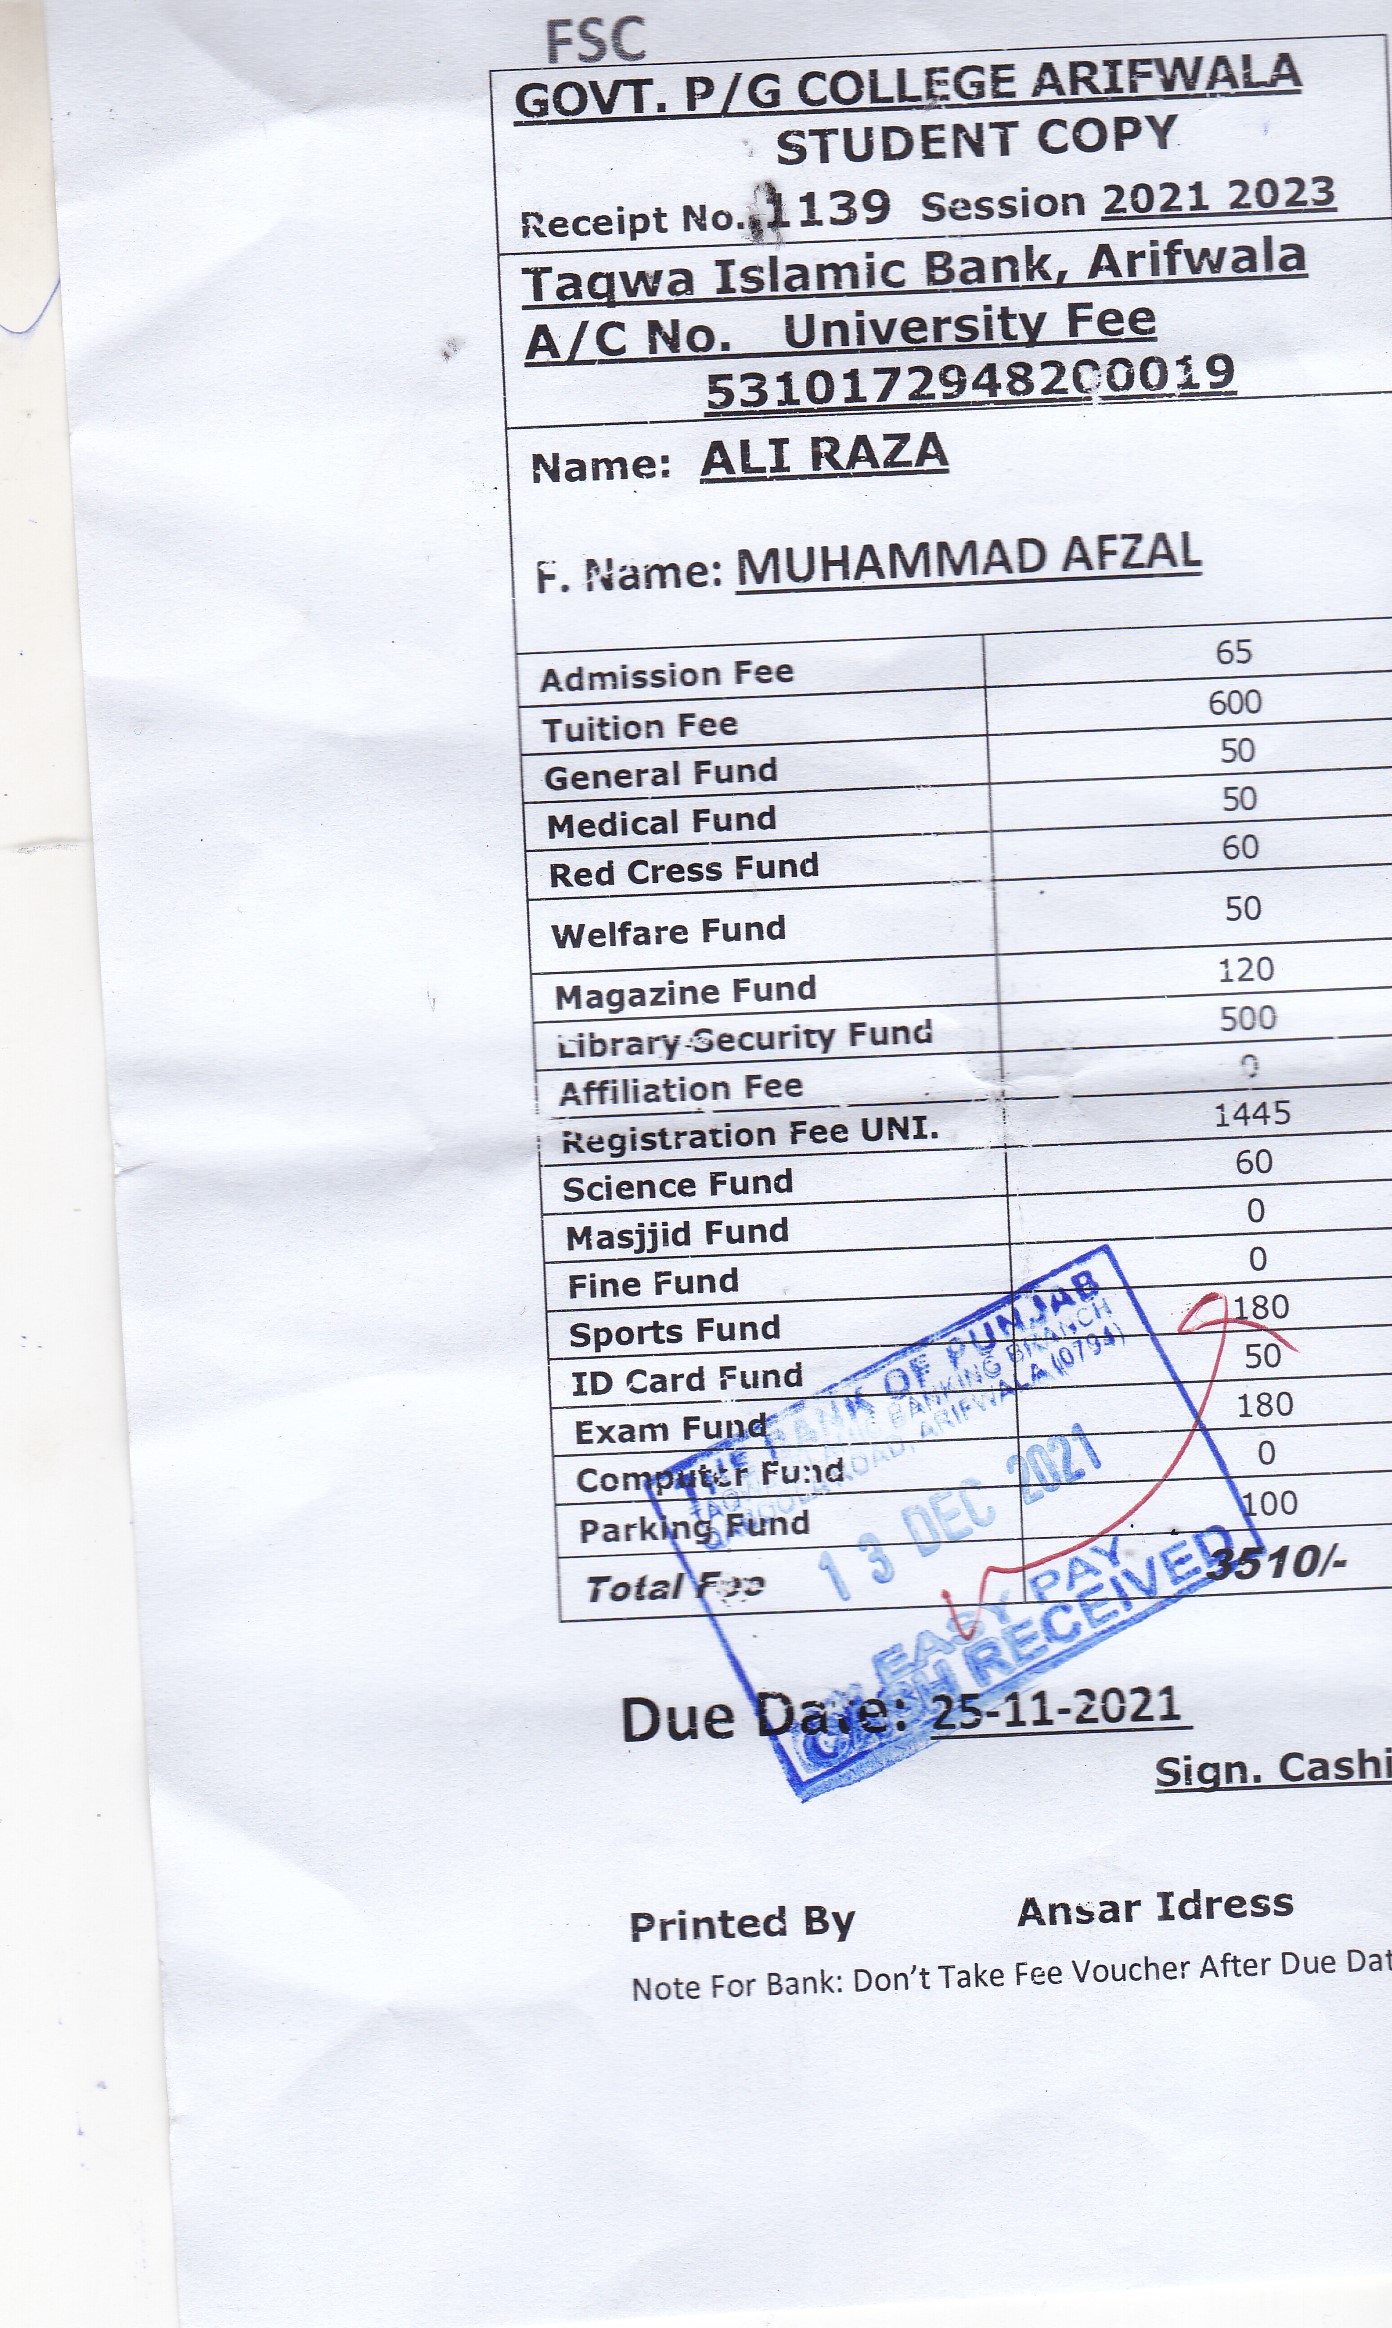 FSC
GOVT. P/G COLLEGE ARIFWALA
STUDENT COPY
Receipt No. 1139 Session 2021 2023
Taqwa Islamic Bank, Arifwala
A/C No. University Fee
5310172948200019
Name: ALI RAZA
F. Name: MUHAMMAD AFZAL
Admission Fee 65
Tuition Fee 600
General Fund 50
Medical Fund 50
Red Cress Fund 60
Welfare Fund 50
Magazine Fund 120
Library Security Fund 500
Affiliation Fee 0
Registration Fee UNI. 1445
Science Fund 60
Masjjid Fund 0
Fine Fund 0
Sports Fund 180
ID Card Fund 50
Exam Fund 180
Computer Fund 0
Parking Fund 100
Total Fee 3510/-
THE BANK OF PUNJAB
TAQWA ISLAMIC BANKING BRANCH
ROAD, ARIFWALA (0794)
13 DEC 2021
EASY PAY
CASH RECEIVED
Due Date: 25-11-2021
Sign. Cashi
Printed By Ansar Idress
Note For Bank: Don't Take Fee Voucher After Due Dat